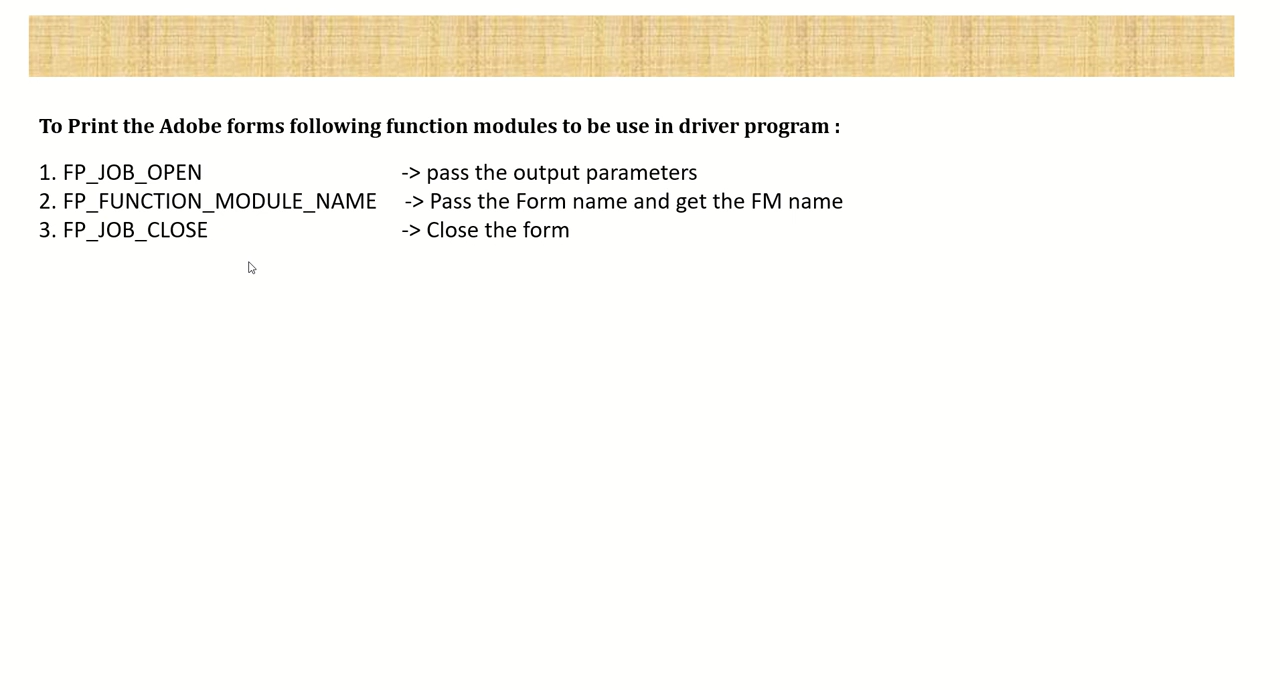 To Print the Adobe forms following function modules to be use in driver program :
1. FP_JOB_OPEN -> pass the output parameters
2. FP_FUNCTION_MODULE_NAME -> Pass the Form name and get the FM name
3. FP_JOB_CLOSE -> Close the form